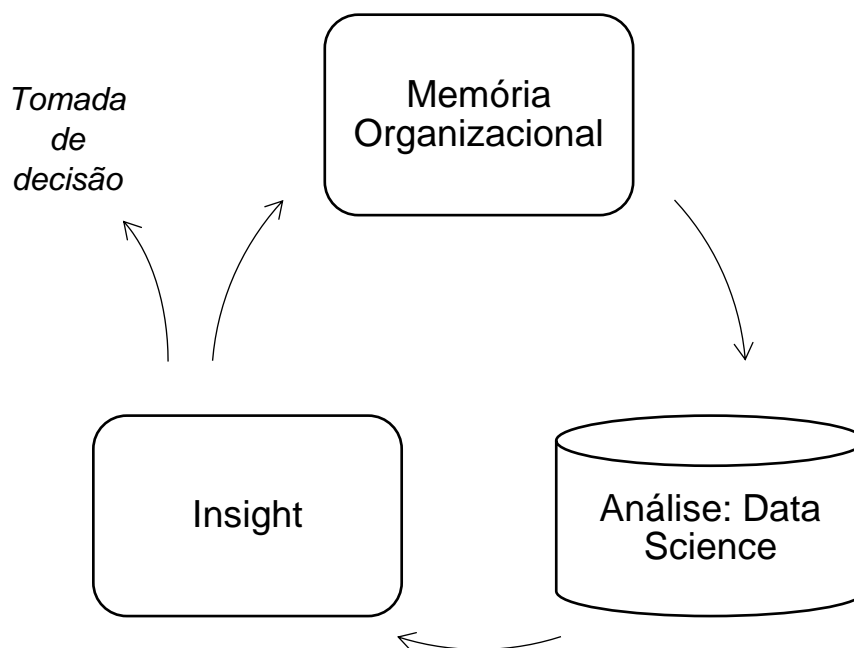 Memória
Organizacional
Tomada
de
decisão
Insight
Análise: Data
Science